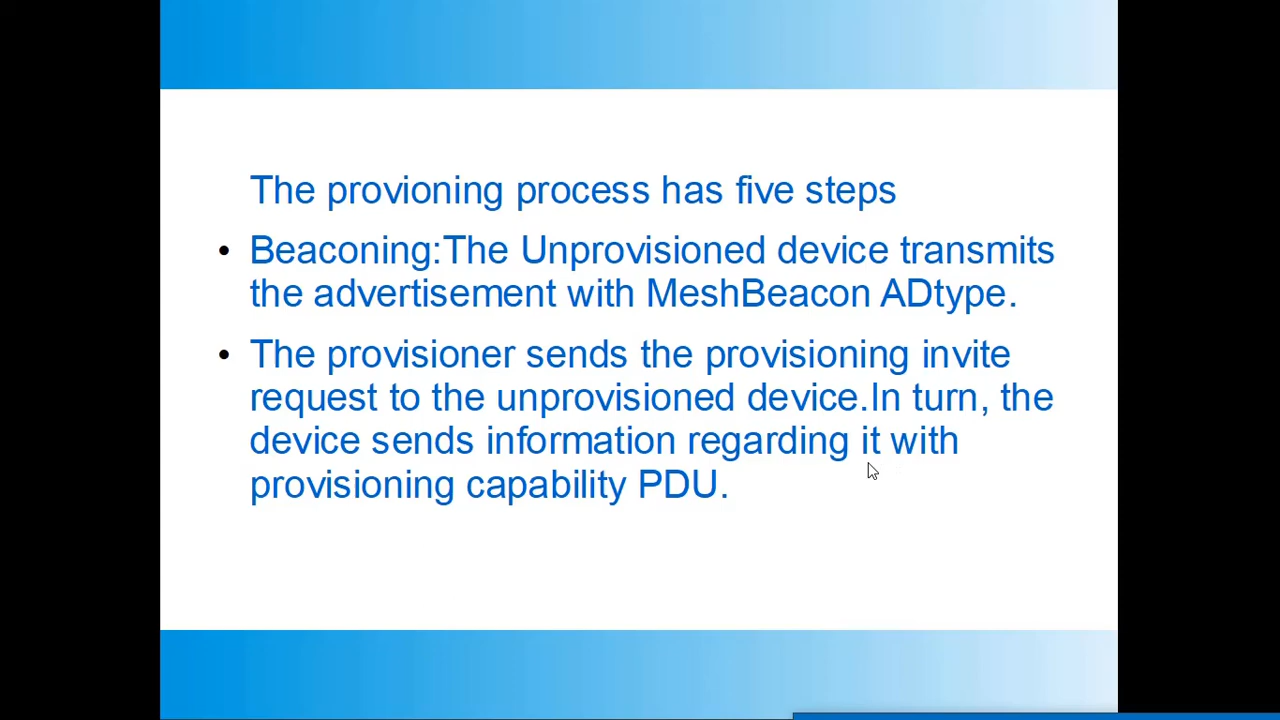 The provioning process has five steps
• Beaconing:The Unprovisioned device transmits
the advertisement with MeshBeacon ADtype.
• The provisioner sends the provisioning invite
request to the unprovisioned device.In turn, the
device sends information regarding it with
provisioning capability PDU.